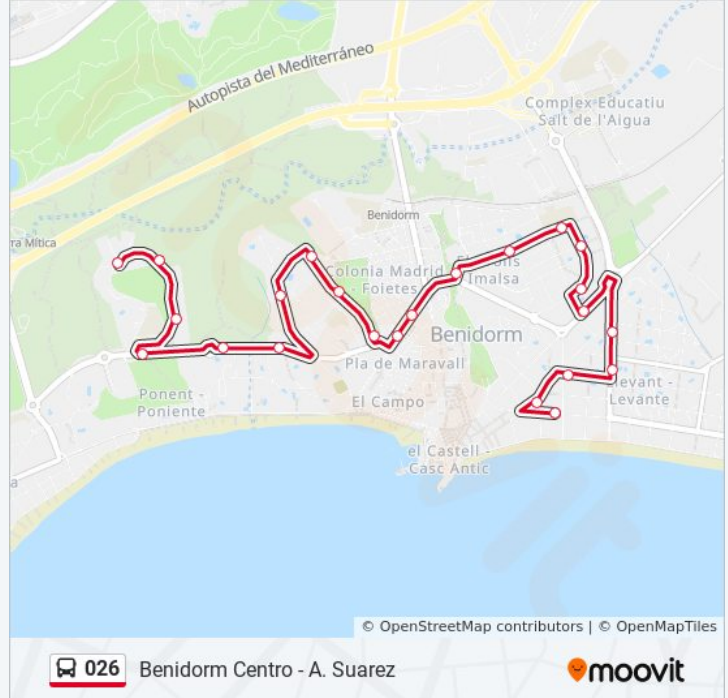 Autopista del Mediterráneo
Complex Educatiu
Salt de l'Aigua
Benidorm
ra Mítica
Colonia Madrid
- Foietes
Imalsa
Benidorm
Pla de Maravall
Ponent -
Poniente
El Campo
Levante
el Castell -
Casc Antic
a
© OpenStreetMap contributors | © OpenMapTiles
026 Benidorm Centro - A. Suarez
moovit